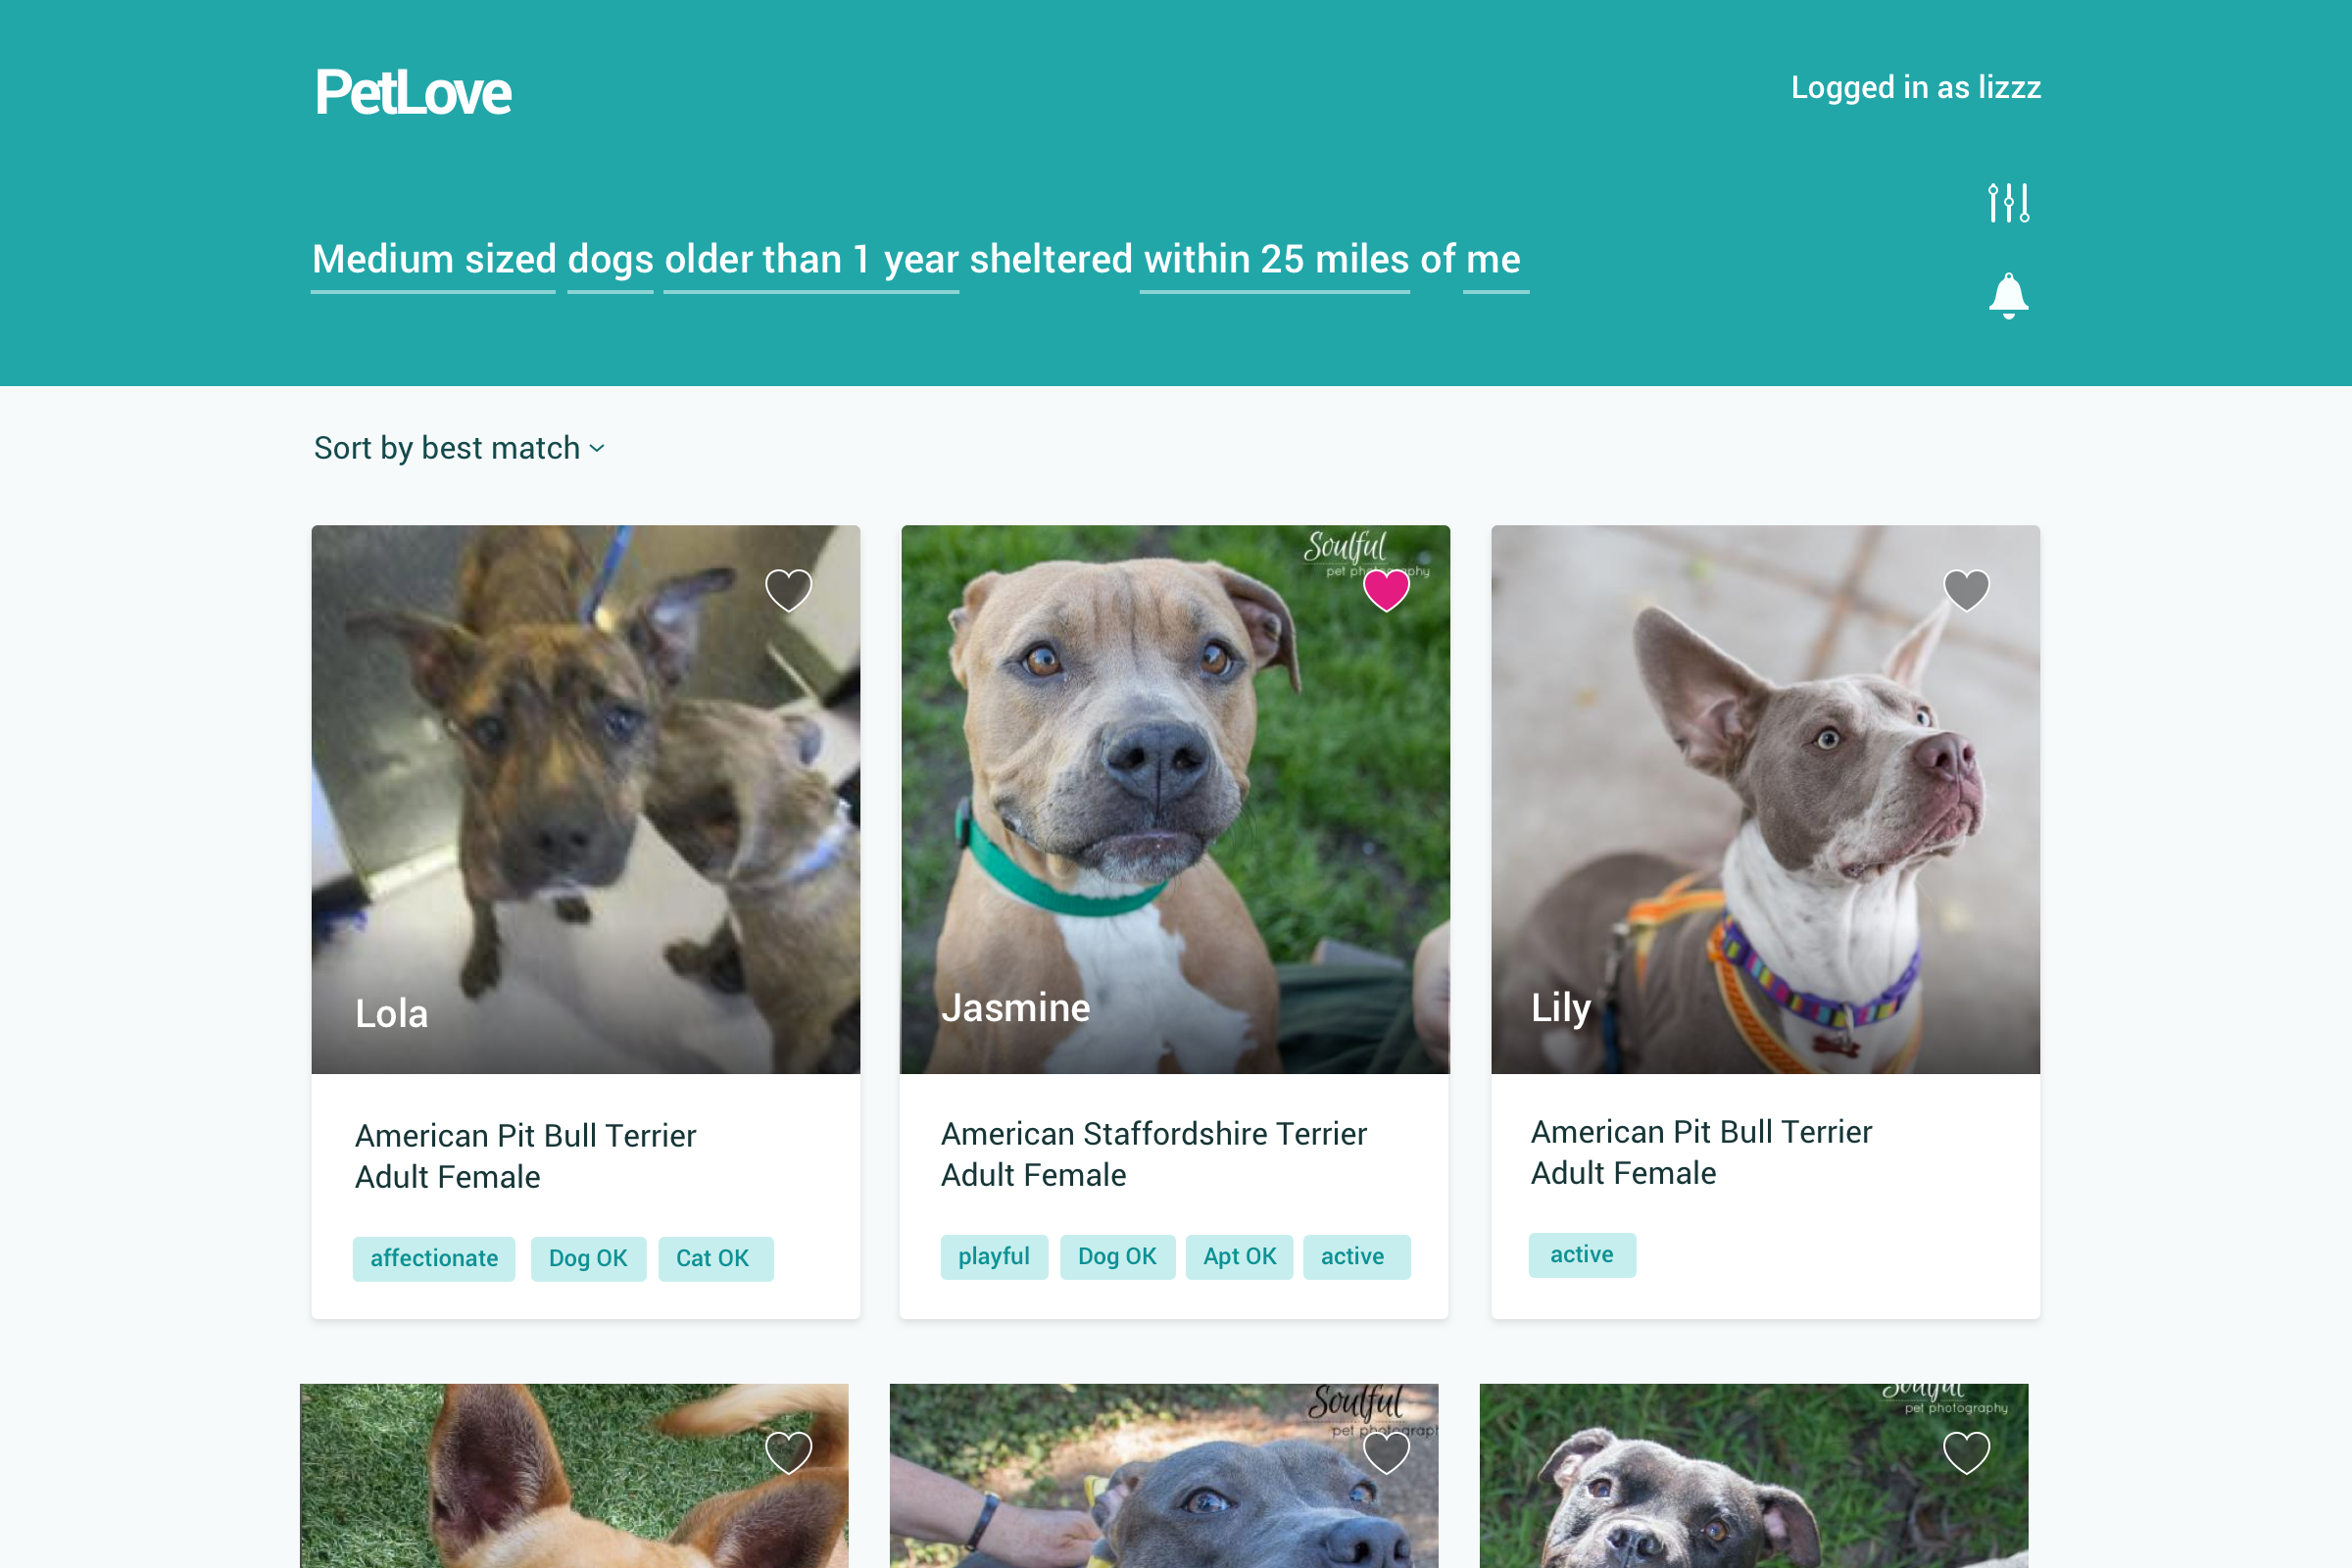 PetLove
Logged in as lizzz
Medium sized dogs older than 1 year sheltered within 25 miles of me
Sort by best match
Soulful
pet photography
Lola
Jasmine
Lily
American Pit Bull Terrier
Adult Female
American Staffordshire Terrier
Adult Female
American Pit Bull Terrier
Adult Female
affectionate Dog OK Cat OK
playful Dog OK Apt OK active
active
Soulful
pet photograph
Soulful
pet photography